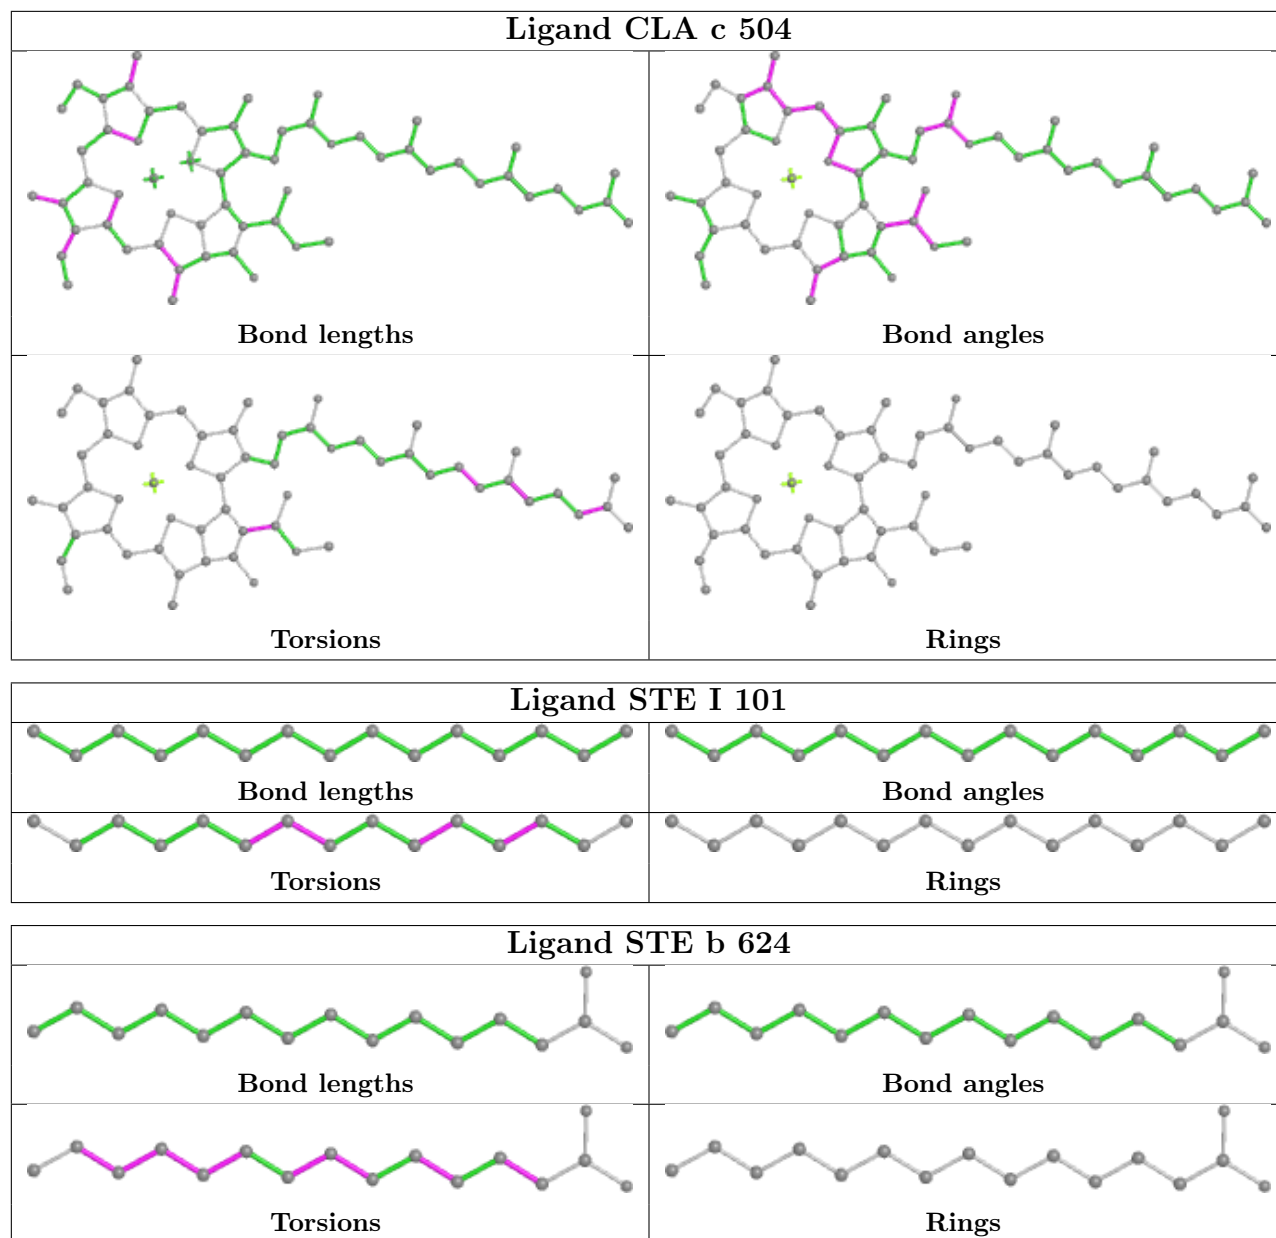 Ligand CLA c 504
Bond lengths
Bond angles
Torsions
Rings
Ligand STE I 101
Bond lengths
Bond angles
Torsions
Rings
Ligand STE b 624
Bond lengths
Bond angles
Torsions
Rings